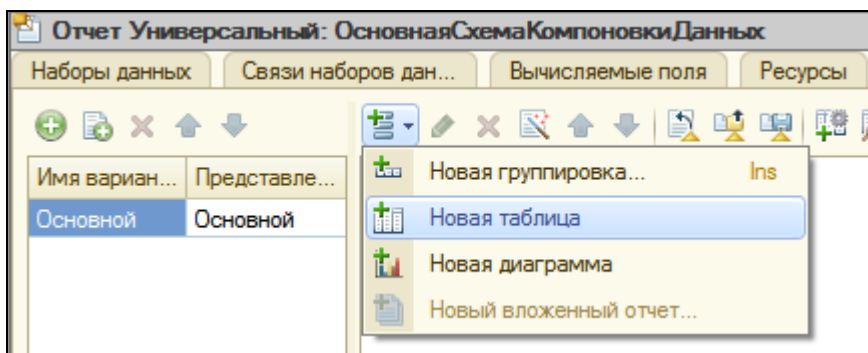 Отчет Универсальный: ОсновнаяСхемаКомпоновкиДанных
Наборы данных Связи наборов дан... Вычисляемые поля Ресурсы
Имя вариан... Представле...
Основной Основной
Новая группировка... Ins
Новая таблица
Новая диаграмма
Новый вложенный отчет...